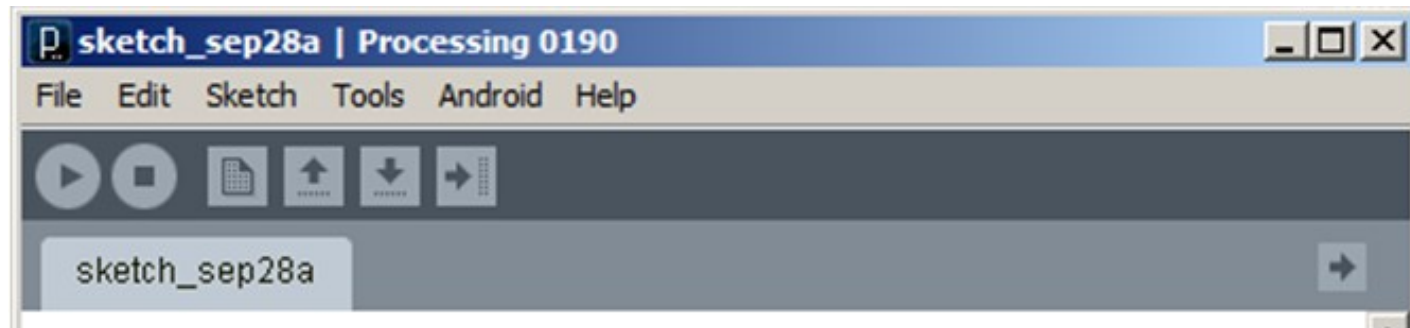 sketch_sep28a | Processing 0190
File Edit Sketch Tools Android Help
sketch_sep28a